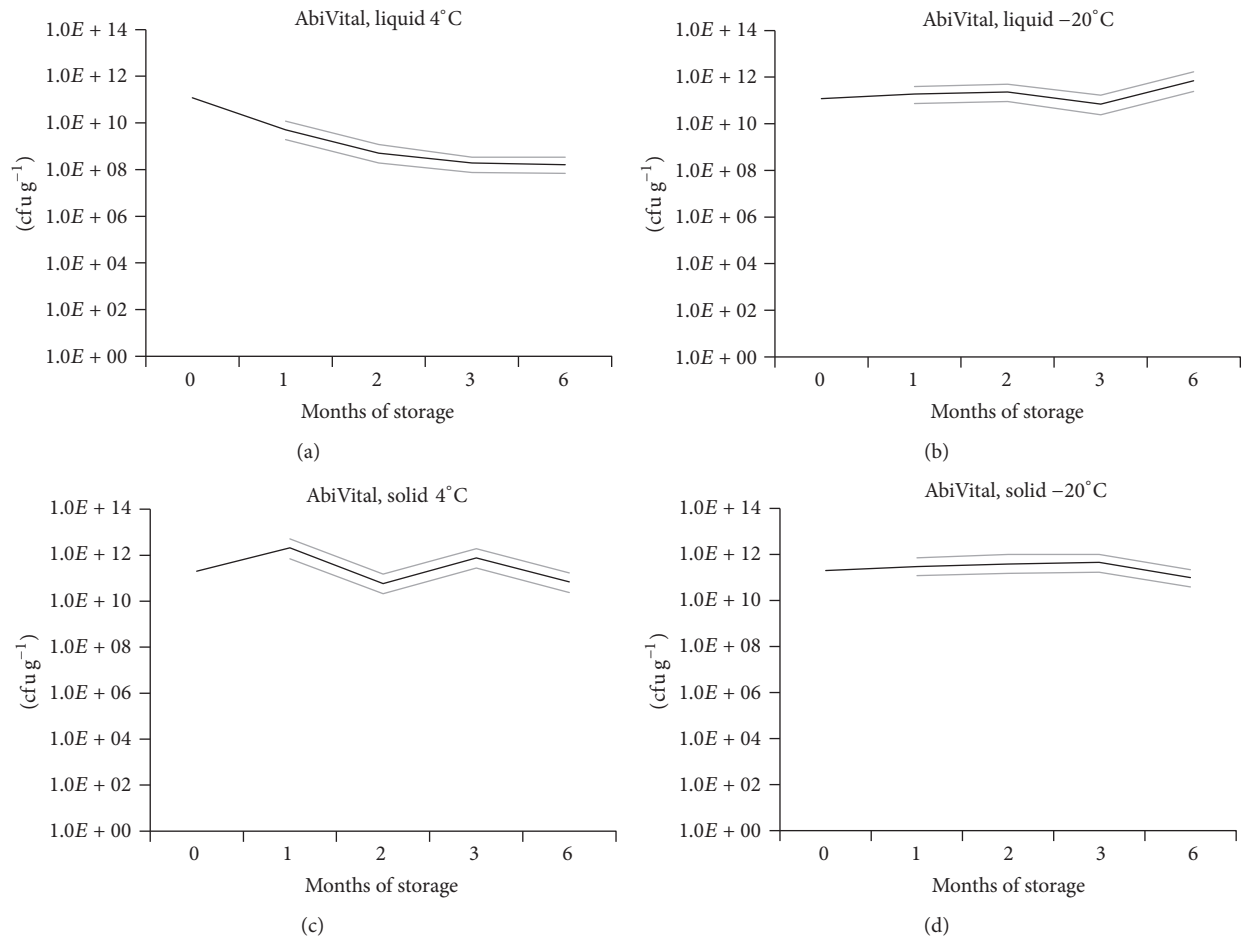 AbiVital, liquid 4°C
1.0E + 14
1.0E + 12
1.0E + 10
1.0E + 08
1.0E + 06
1.0E + 04
1.0E + 02
1.0E + 00
(cfu g⁻¹)
0 1 2 3 6
Months of storage
(a)
AbiVital, liquid −20°C
1.0E + 14
1.0E + 12
1.0E + 10
1.0E + 08
1.0E + 06
1.0E + 04
1.0E + 02
1.0E + 00
(cfu g⁻¹)
0 1 2 3 6
Months of storage
(b)
AbiVital, solid 4°C
1.0E + 14
1.0E + 12
1.0E + 10
1.0E + 08
1.0E + 06
1.0E + 04
1.0E + 02
1.0E + 00
(cfu g⁻¹)
0 1 2 3 6
Months of storage
(c)
AbiVital, solid −20°C
1.0E + 14
1.0E + 12
1.0E + 10
1.0E + 08
1.0E + 06
1.0E + 04
1.0E + 02
1.0E + 00
(cfu g⁻¹)
0 1 2 3 6
Months of storage
(d)